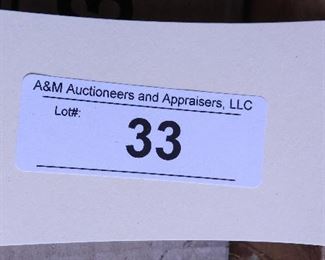 A&M Auctioneers and Appraisers, LLC
Lot#:
33